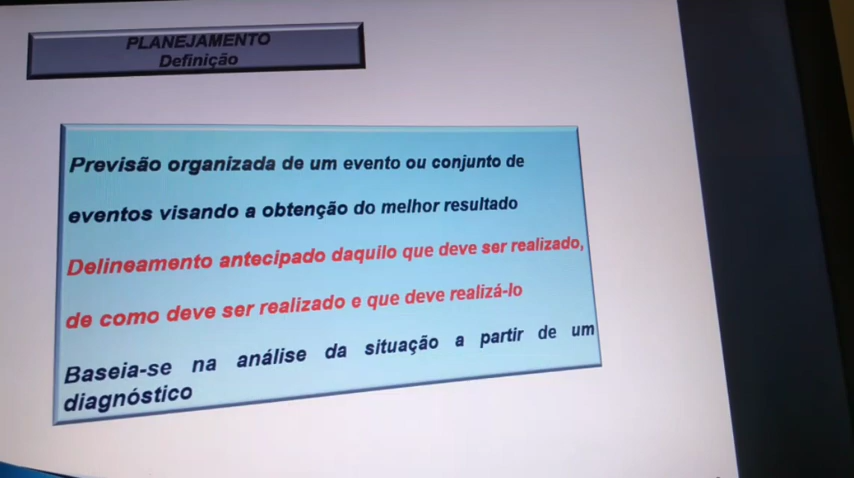 PLANEJAMENTO
Definição
Previsão organizada de um evento ou conjunto de
eventos visando a obtenção do melhor resultado
Delineamento antecipado daquilo que deve ser realizado,
de como deve ser realizado e que deve realizá-lo
Baseia-se na análise da situação a partir de um
diagnóstico